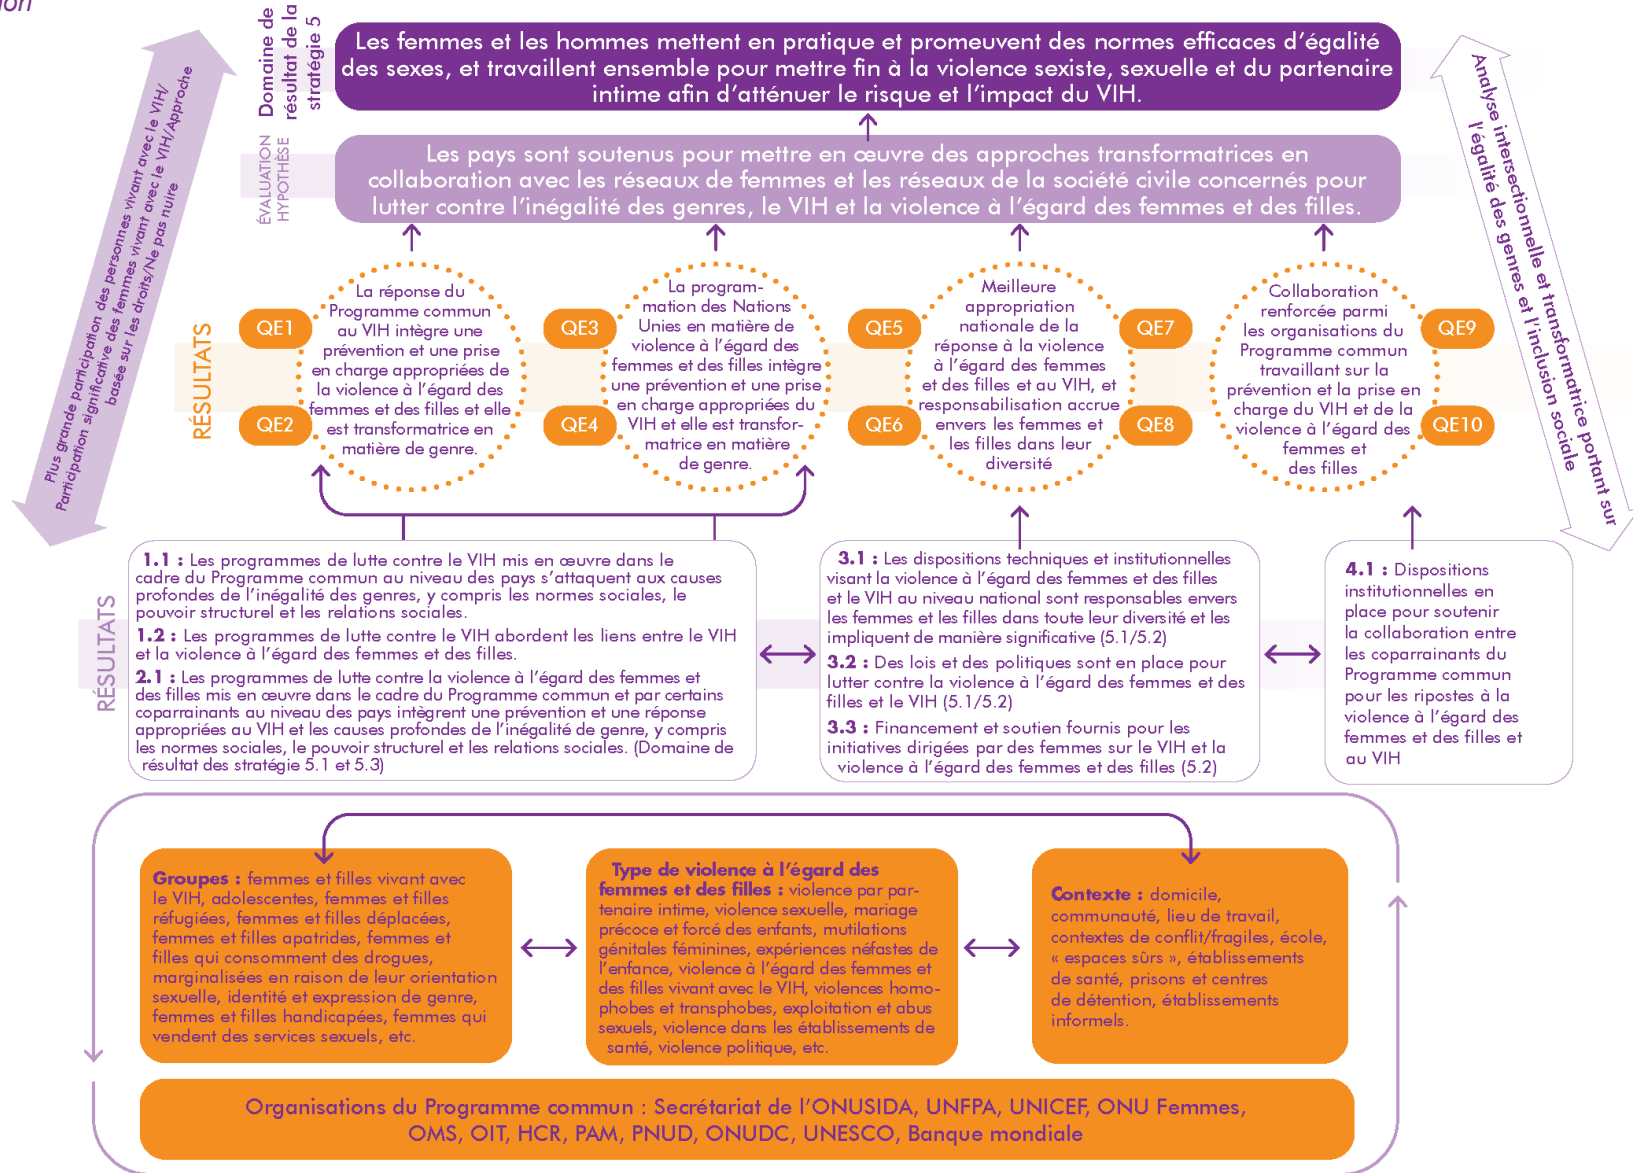 ion
Domaine de
résultat de la
stratégie 5
Les femmes et les hommes mettent en pratique et promeuvent des normes efficaces d’égalité
des sexes, et travaillent ensemble pour mettre fin à la violence sexiste, sexuelle et du partenaire
intime afin d’atténuer le risque et l’impact du VIH.
ÉVALUATION
HYPOTHÈSE
Les pays sont soutenus pour mettre en œuvre des approches transformatrices en
collaboration avec les réseaux de femmes et les réseaux de la société civile concernés pour
lutter contre l’inégalité des genres, le VIH et la violence à l’égard des femmes et des filles.
Plus grande participation des personnes vivant avec le VIH/
Participation significative des femmes vivant avec le VIH/Approche
basée sur les droits/Ne pas nuire
Analyse intersectionnelle et transformatrice portant sur
l’égalité des genres et l’inclusion sociale
RÉSULTATS
QE1
QE2
La réponse du
Programme commun
au VIH intègre une
prévention et une prise
en charge appropriées de
la violence à l’égard des
femmes et des filles et elle
est transformatrice en
matière de genre.
QE3
QE4
La program-
mation des Nations
Unies en matière de
violence à l’égard des
femmes et des filles intègre
une prévention et une prise
en charge appropriées du
VIH et elle est transfor-
matrice en matière
de genre.
QE5
QE6
Meilleure
appropriation
nationale de la
réponse à la violence
à l’égard des femmes
et des filles et au VIH, et
responsabilisation accrue
envers les femmes et
les filles dans leur
diversité
QE7
QE8
Collaboration
renforcée parmi
les organisations du
Programme commun
travaillant sur la
prévention et la prise en
charge du VIH et de la
violence à l’égard des
femmes et
des filles
QE9
QE10
RÉSULTATS
1.1 : Les programmes de lutte contre le VIH mis en œuvre dans le
cadre du Programme commun au niveau des pays s’attaquent aux causes
profondes de l’inégalité des genres, y compris les normes sociales, le
pouvoir structurel et les relations sociales.
1.2 : Les programmes de lutte contre le VIH abordent les liens entre le VIH
et la violence à l’égard des femmes et des filles.
2.1 : Les programmes de lutte contre la violence à l’égard des femmes et
des filles mis en œuvre dans le cadre du Programme commun et par certains
coparrainants au niveau des pays intègrent une prévention et une réponse
appropriées au VIH et les causes profondes de l’inégalité de genre, y compris
les normes sociales, le pouvoir structurel et les relations sociales. (Domaine de
résultat des stratégie 5.1 et 5.3)
3.1 : Les dispositions techniques et institutionnelles
visant la violence à l’égard des femmes et des filles
et le VIH au niveau national sont responsables envers
les femmes et les filles dans toute leur diversité et les
impliquent de manière significative (5.1/5.2)
3.2 : Des lois et des politiques sont en place pour
lutter contre la violence à l’égard des femmes et des
filles et le VIH (5.1/5.2)
3.3 : Financement et soutien fournis pour les
initiatives dirigées par des femmes sur le VIH et la
violence à l’égard des femmes et des filles (5.2)
4.1 : Dispositions
institutionnelles en
place pour soutenir
la collaboration entre
les coparrainants du
Programme commun
pour les ripostes à la
violence à l’égard des
femmes et des filles et
au VIH
Groupes : femmes et filles vivant avec
le VIH, adolescentes, femmes et filles
réfugiées, femmes et filles déplacées,
femmes et filles apatrides, femmes et
filles qui consomment des drogues,
marginalisées en raison de leur orientation
sexuelle, identité et expression de genre,
femmes et filles handicapées, femmes qui
vendent des services sexuels, etc.
Type de violence à l’égard des
femmes et des filles : violence par par-
tenaire intime, violence sexuelle, mariage
précoce et forcé des enfants, mutilations
génitales féminines, expériences néfastes de
l’enfance, violence à l’égard des femmes et
des filles vivant avec le VIH, violences homo-
phobes et transphobes, exploitation et abus
sexuels, violence dans les établissements de
santé, violence politique, etc.
Contexte : domicile,
communauté, lieu de travail,
contextes de conflit/fragiles, école,
« espaces sûrs », établissements
de santé, prisons et centres
de détention, établissements
informels.
Organisations du Programme commun : Secrétariat de l’ONUSIDA, UNFPA, UNICEF, ONU Femmes,
OMS, OIT, HCR, PAM, PNUD, ONUDC, UNESCO, Banque mondiale